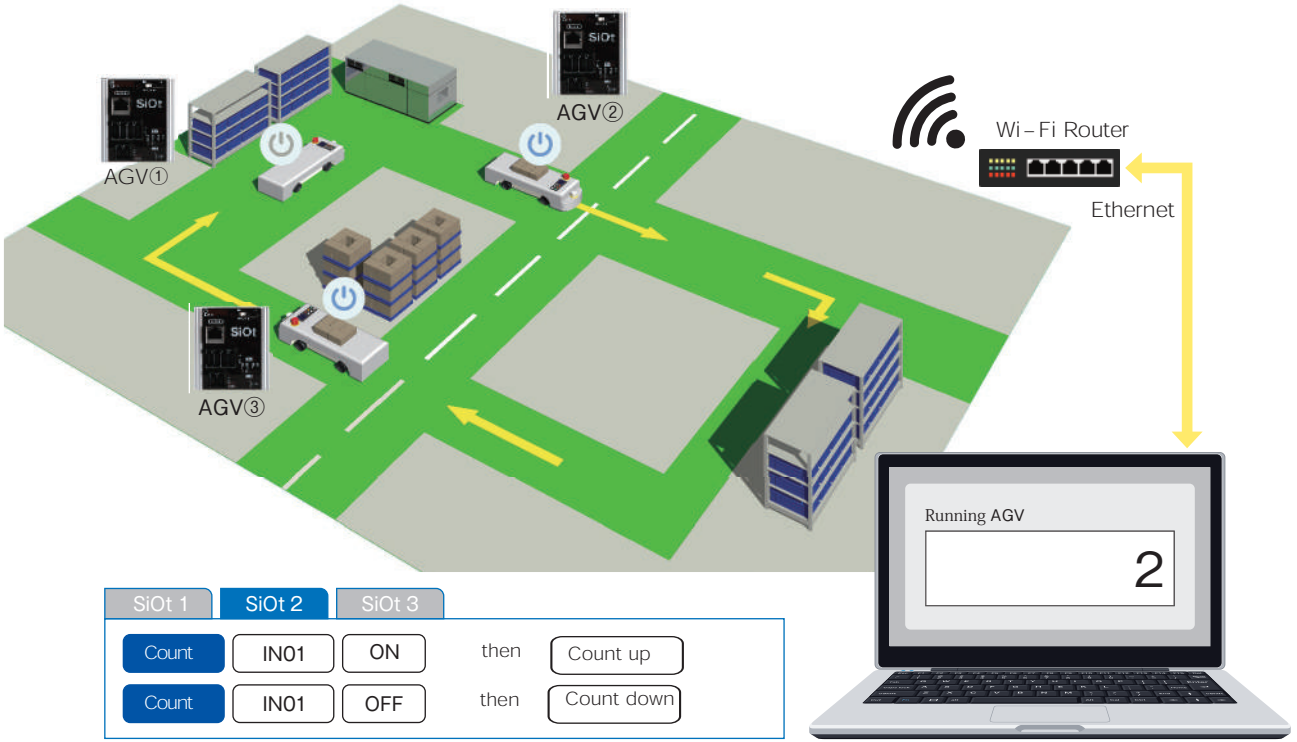 SiOt
AGV②
SiOt
AGV①
Wi-Fi Router
Ethernet
SiOt
AGV③
Running AGV
2
SiOt 1 SiOt 2 SiOt 3
Count IN01 ON then Count up
Count IN01 OFF then Count down